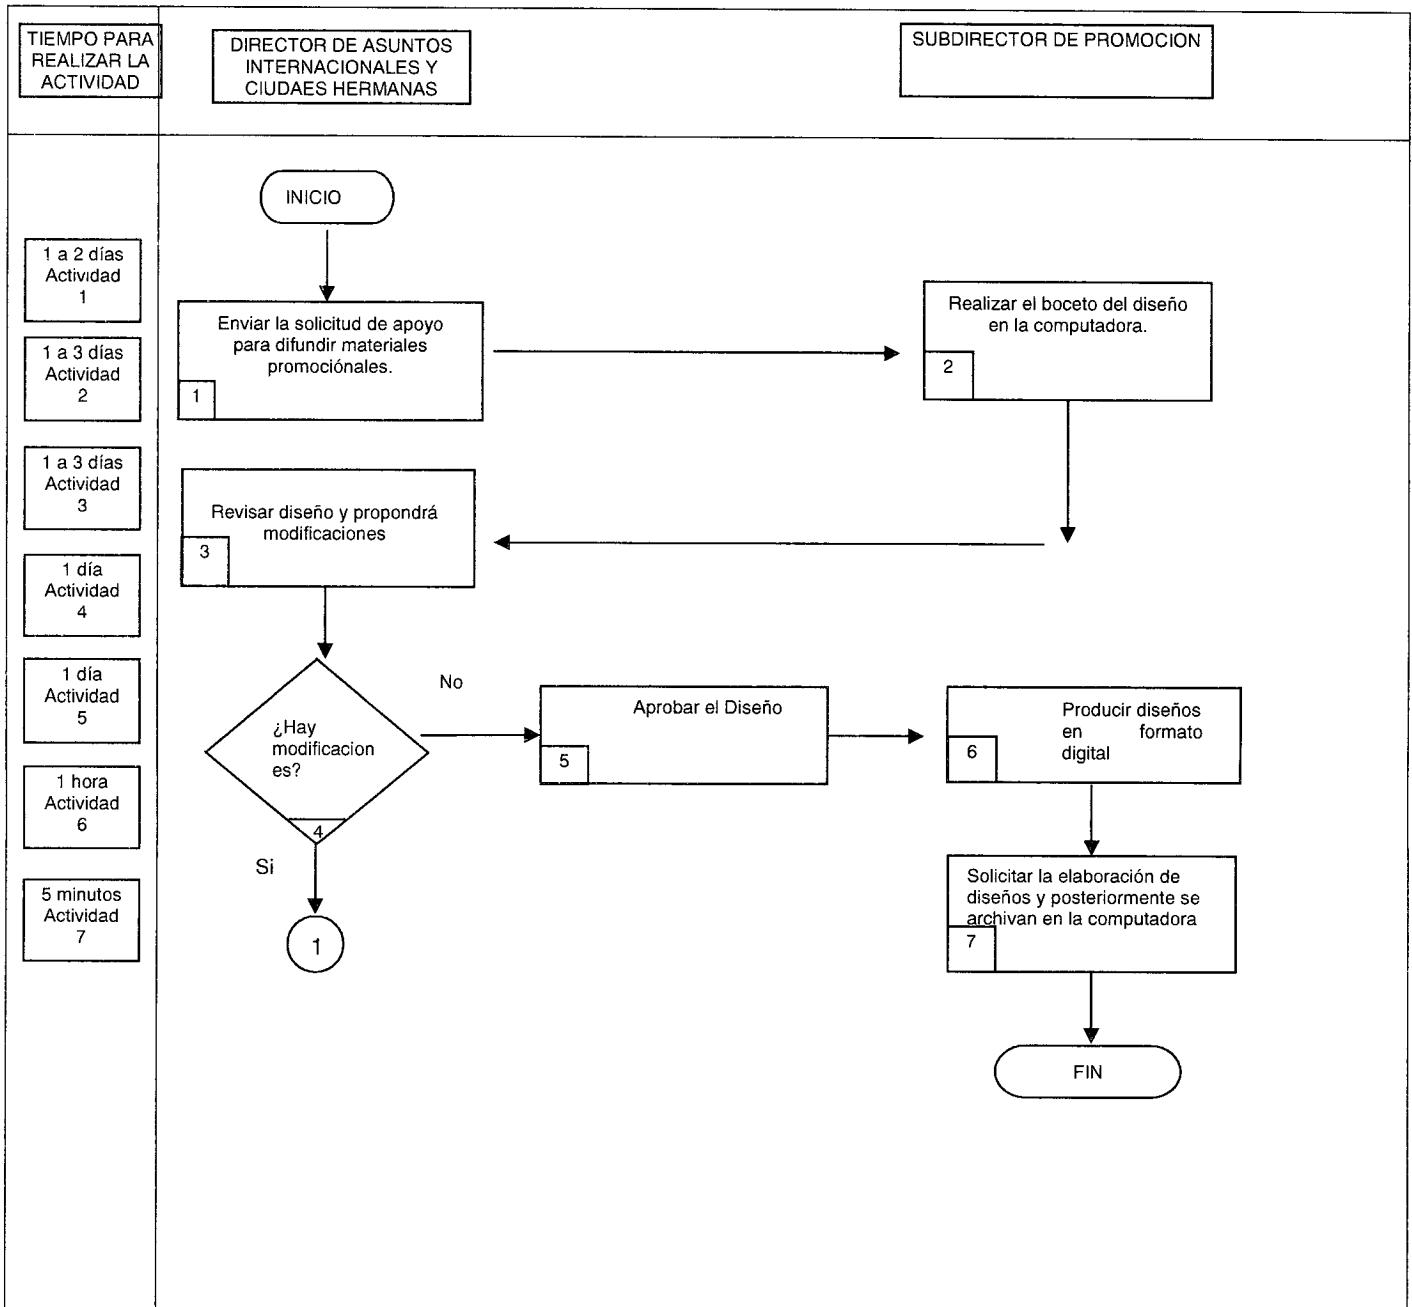 TIEMPO PARA
REALIZAR LA
ACTIVIDAD
DIRECTOR DE ASUNTOS
INTERNACIONALES Y
CIUDAES HERMANAS
SUBDIRECTOR DE PROMOCION
INICIO
1 a 2 días
Actividad
1
Enviar la solicitud de apoyo
para difundir materiales
promociónales.
1
Realizar el boceto del diseño
en la computadora.
2
1 a 3 días
Actividad
2
1 a 3 días
Actividad
3
Revisar diseño y propondrá
modificaciones
3
1 día
Actividad
4
1 día
Actividad
5
¿Hay
modificacion
es?
4
No
Si
1
Aprobar el Diseño
5
Producir diseños
en formato
digital
6
1 hora
Actividad
6
5 minutos
Actividad
7
Solicitar la elaboración de
diseños y posteriormente se
archivan en la computadora
7
FIN